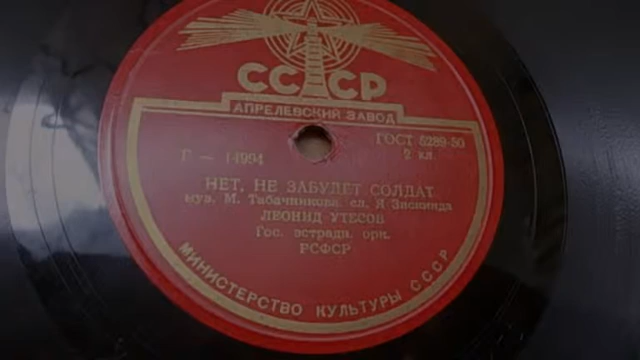 СССР
АПРЕЛЕВСКИЙ ЗАВОД
ГОСТ 5289-50
— 14994 2 кл.
НЕТ, НЕ ЗАБУДЕТ СОЛДАТ
муз. М. Табачникова, сл. Я Зискинда
ЛЕОНИД УТЕСОВ
Гос. эстрадн. орк.
РСФСР
МИНИСТЕРСТВО КУЛЬТУРЫ СССР